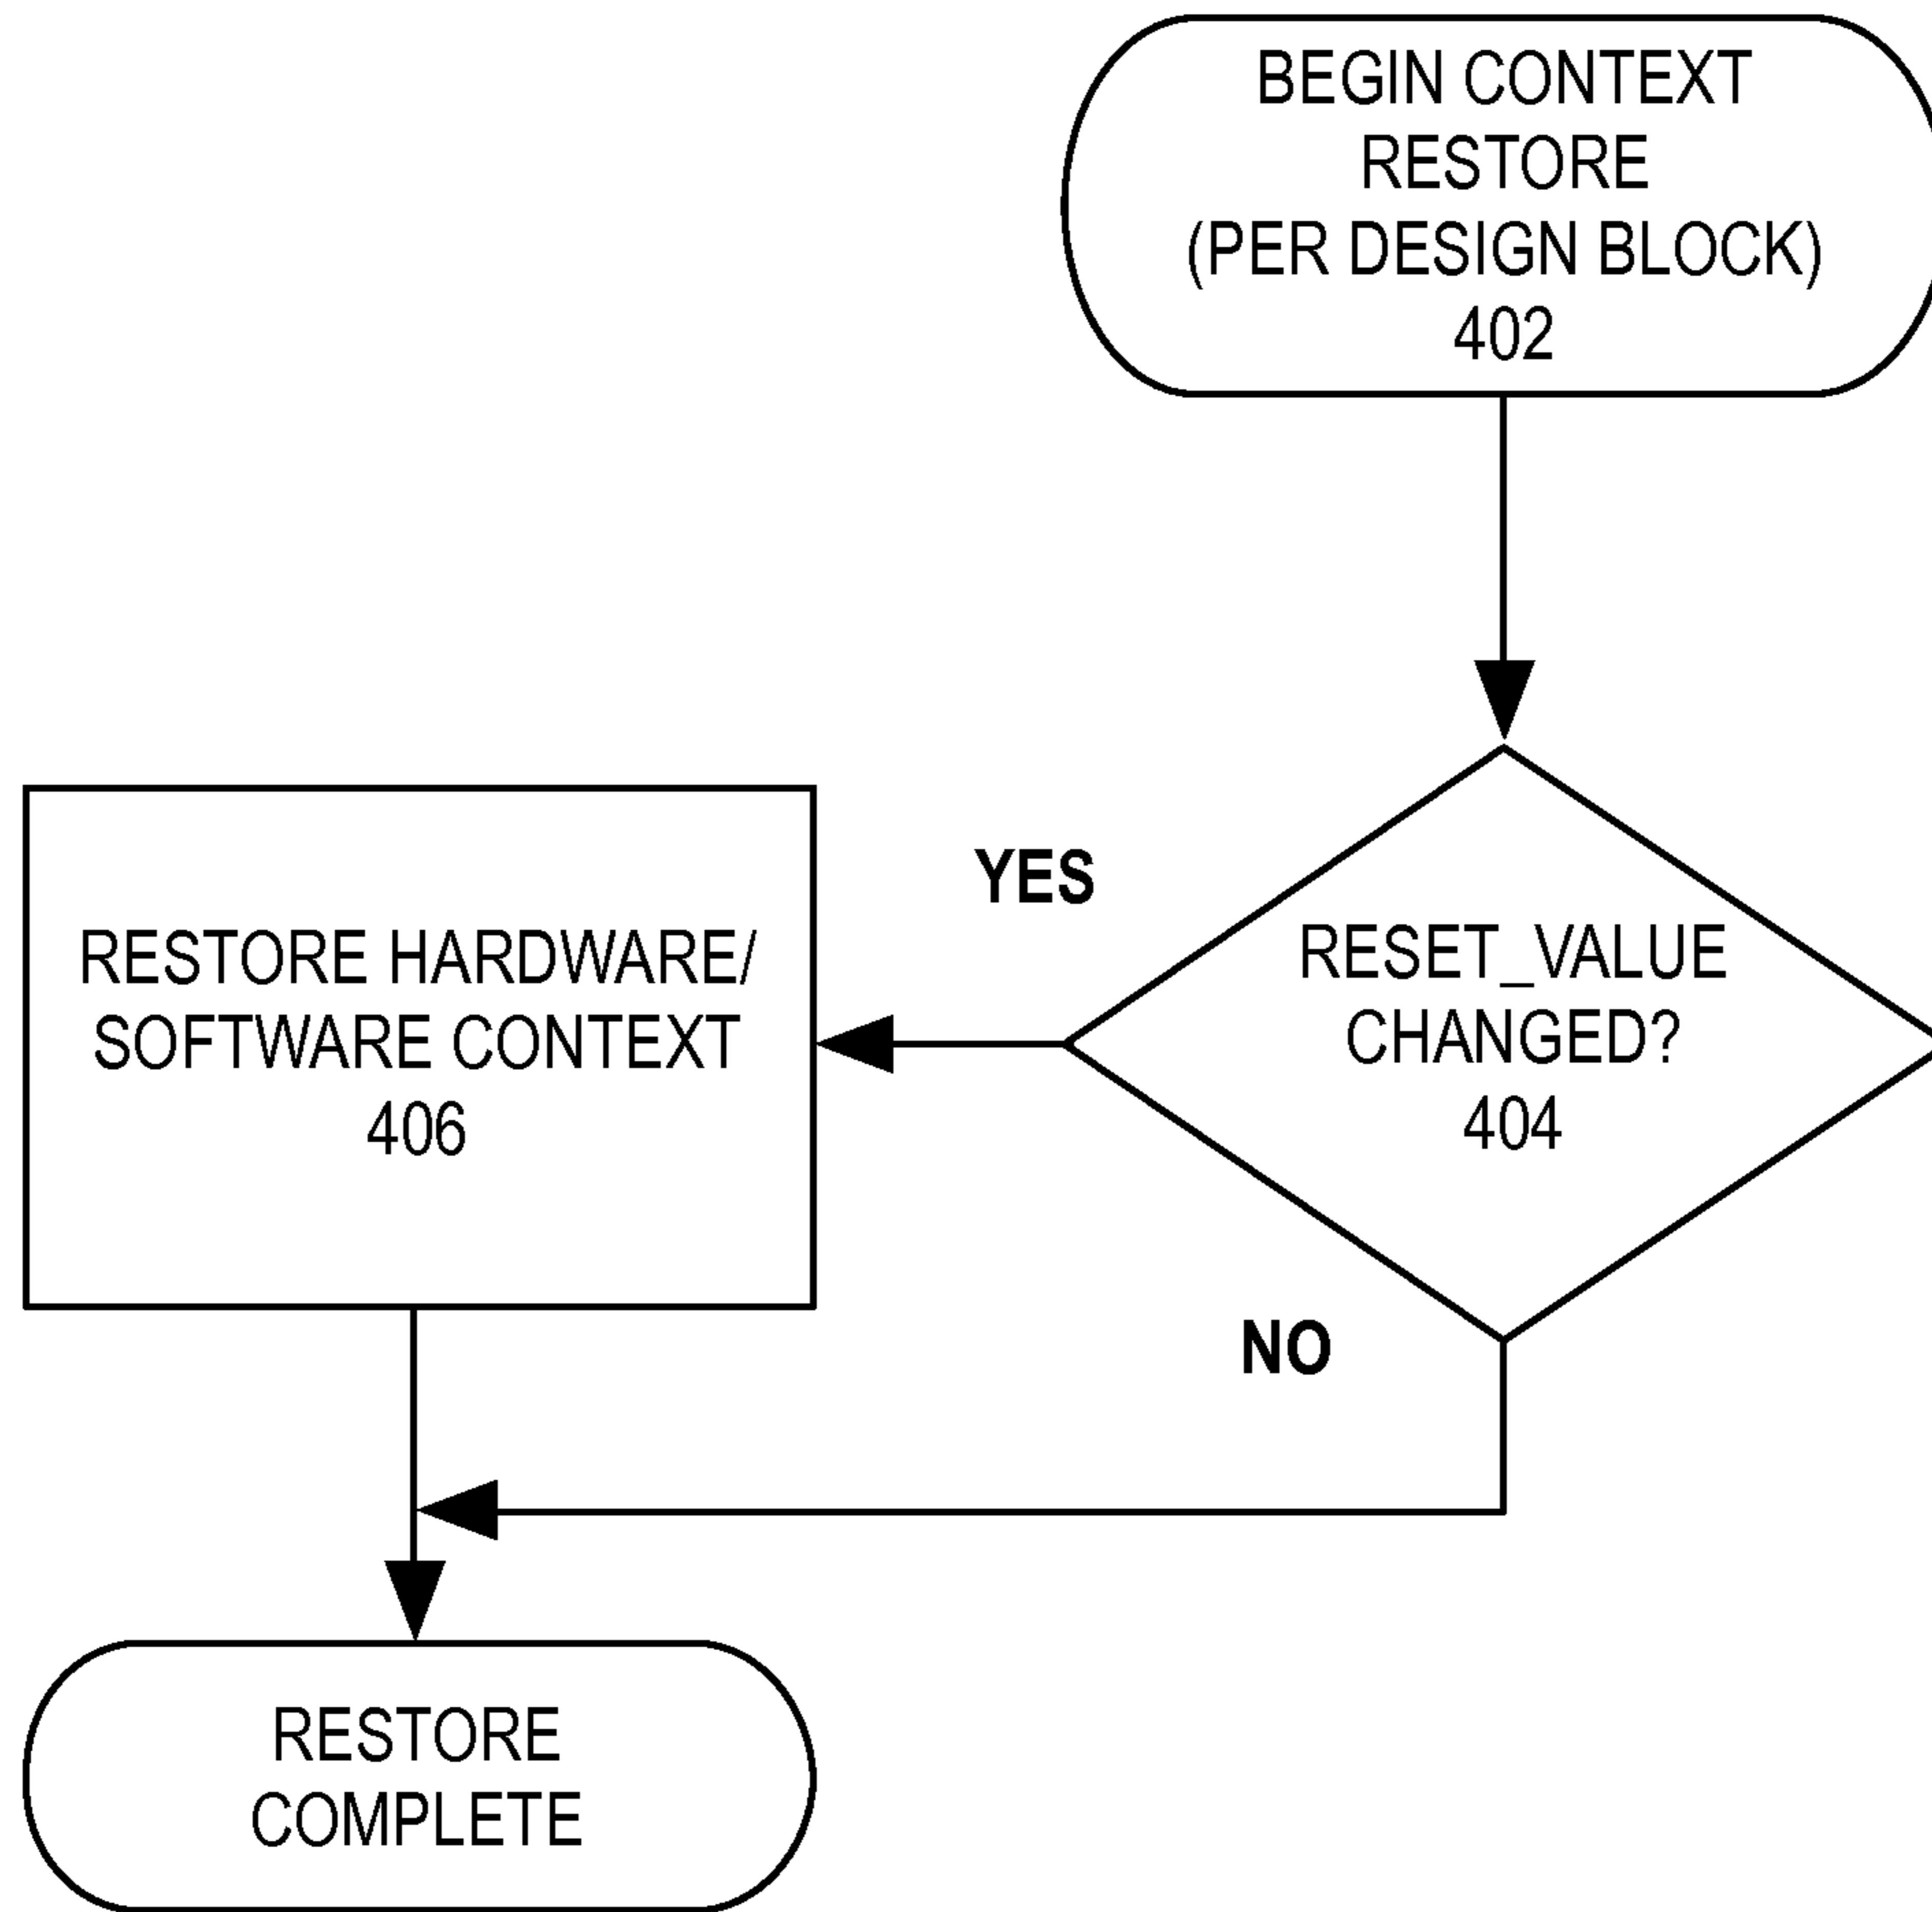 BEGIN CONTEXT
RESTORE
(PER DESIGN BLOCK)
402
YES
RESET_VALUE
CHANGED?
404
RESTORE HARDWARE/
SOFTWARE CONTEXT
406
NO
RESTORE
COMPLETE